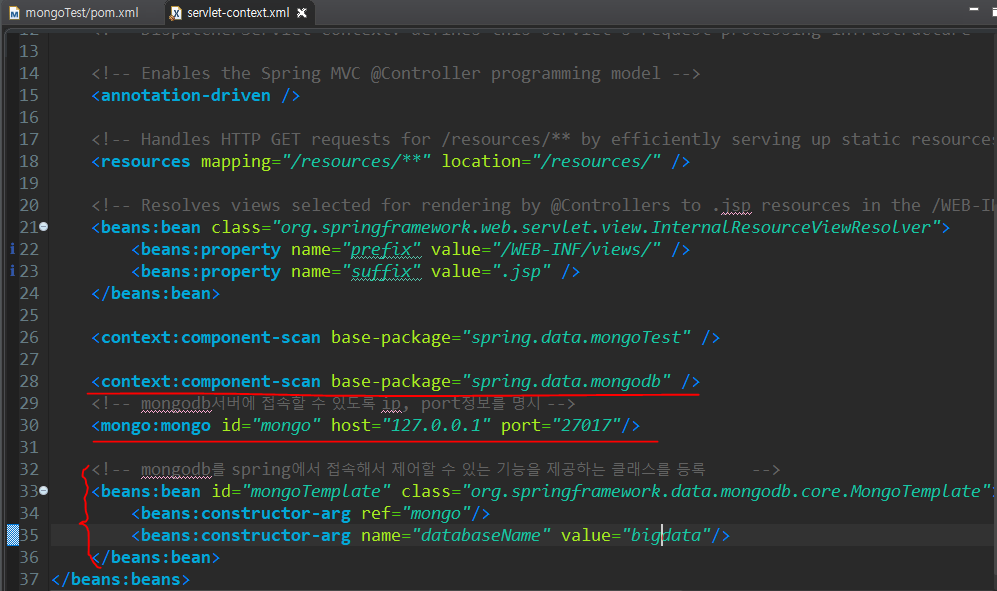 mongoTest/pom.xml servlet-context.xml
12 <!-- DispatcherServlet Context: defines this servlet's request-processing infrastructure
13
14 <!-- Enables the Spring MVC @Controller programming model -->
15 <annotation-driven />
16
17 <!-- Handles HTTP GET requests for /resources/** by efficiently serving up static resources
18 <resources mapping="/resources/**" location="/resources/" />
19
20 <!-- Resolves views selected for rendering by @Controllers to .jsp resources in the /WEB-IN
21 <beans:bean class="org.springframework.web.servlet.view.InternalResourceViewResolver">
22 <beans:property name="prefix" value="/WEB-INF/views/" />
23 <beans:property name="suffix" value=".jsp" />
24 </beans:bean>
25
26 <context:component-scan base-package="spring.data.mongoTest" />
27
28 <context:component-scan base-package="spring.data.mongodb" />
29 <!-- mongodb서버에 접속할 수 있도록 ip, port정보를 명시 -->
30 <mongo:mongo id="mongo" host="127.0.0.1" port="27017"/>
31
32 <!-- mongodb를 spring에서 접속해서 제어할 수 있는 기능을 제공하는 클래스를 등록 -->
33 <beans:bean id="mongoTemplate" class="org.springframework.data.mongodb.core.MongoTemplate"
34 <beans:constructor-arg ref="mongo"/>
35 <beans:constructor-arg name="databaseName" value="bigdata"/>
36 </beans:bean>
37 </beans:beans>